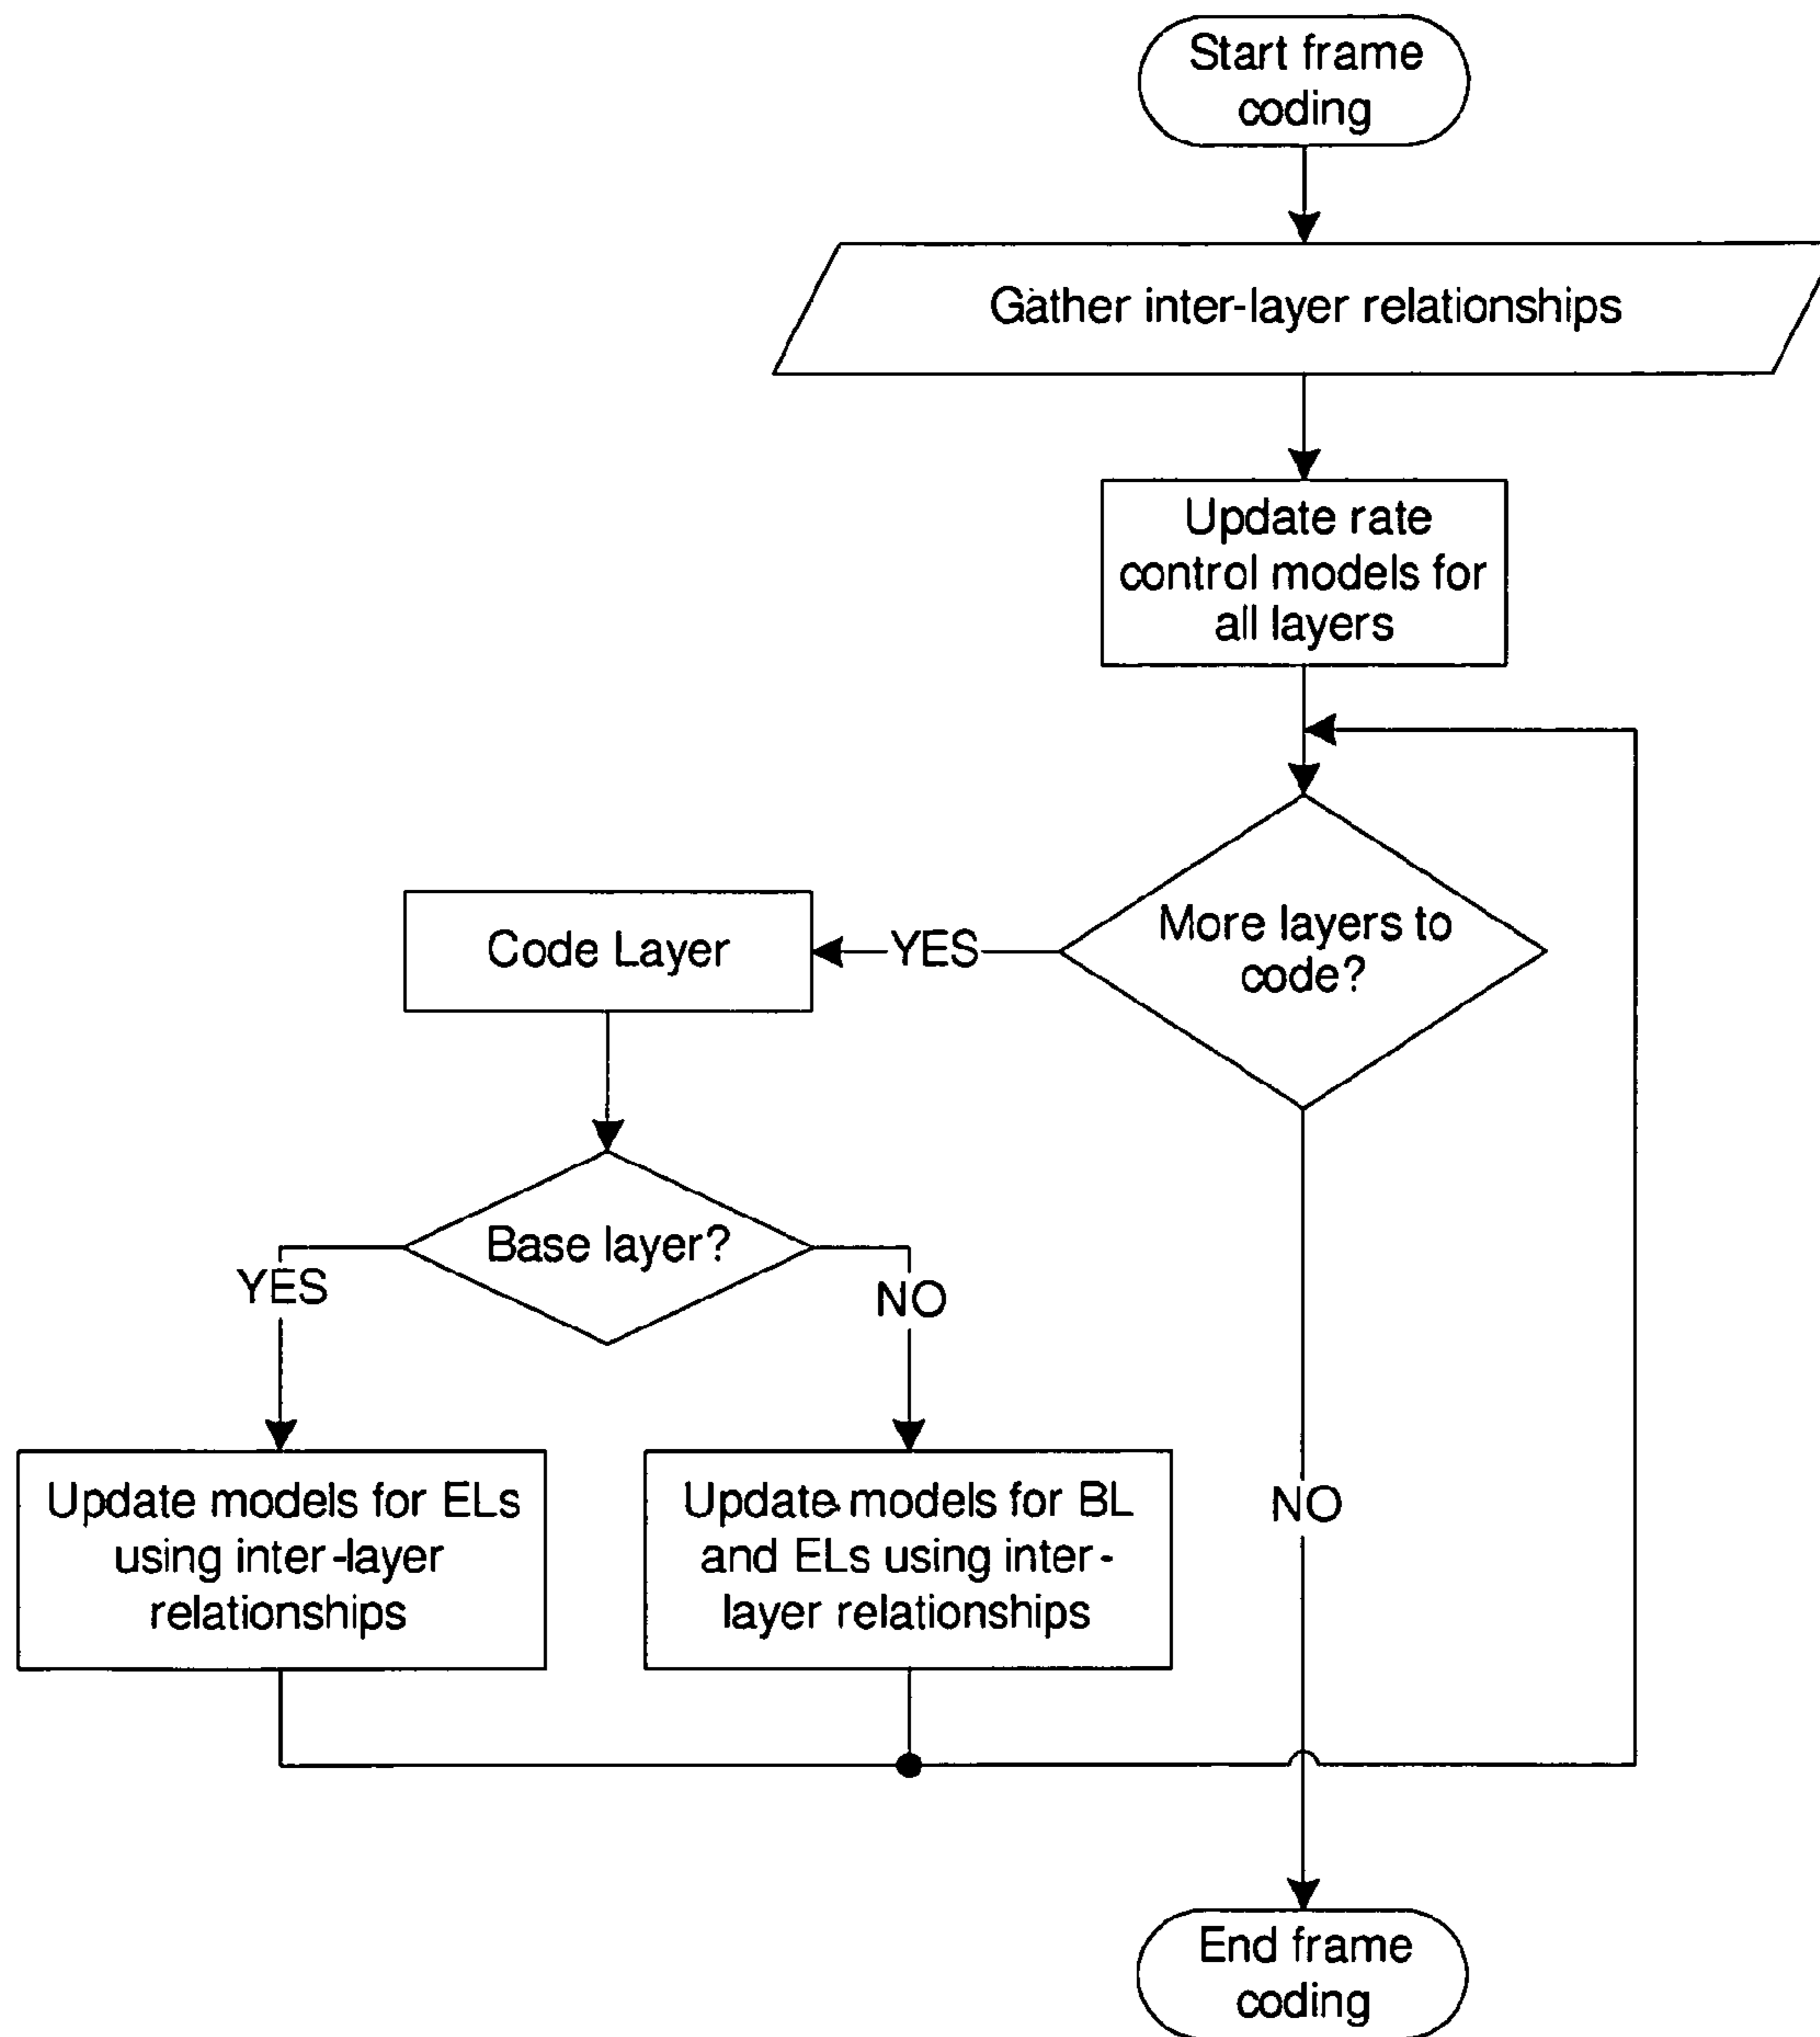 Start frame
coding
Gather inter-layer relationships
Update rate
control models for
all layers
More layers to
code?
YES
Code Layer
Base layer?
YES
NO
Update models for ELs
using inter-layer
relationships
Update models for BL
and ELs using inter-
layer relationships
NO
End frame
coding